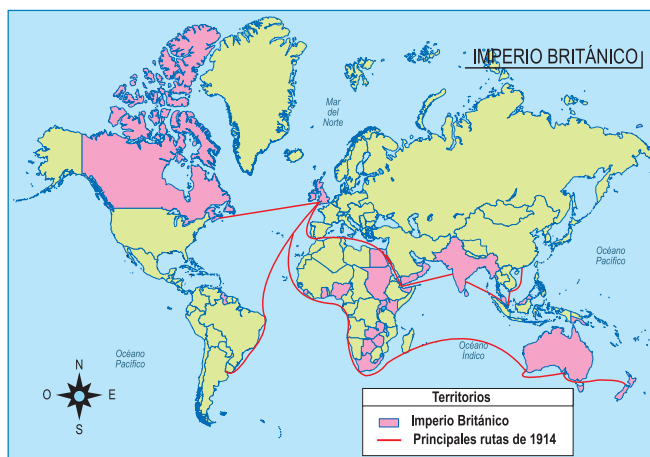 IMPERIO BRITÁNICO
Mar
del
Norte
Océano
Pacífico
Océano
Pacífico
Océano
Índico
N
O
E
S
Territorios
Imperio Británico
Principales rutas de 1914